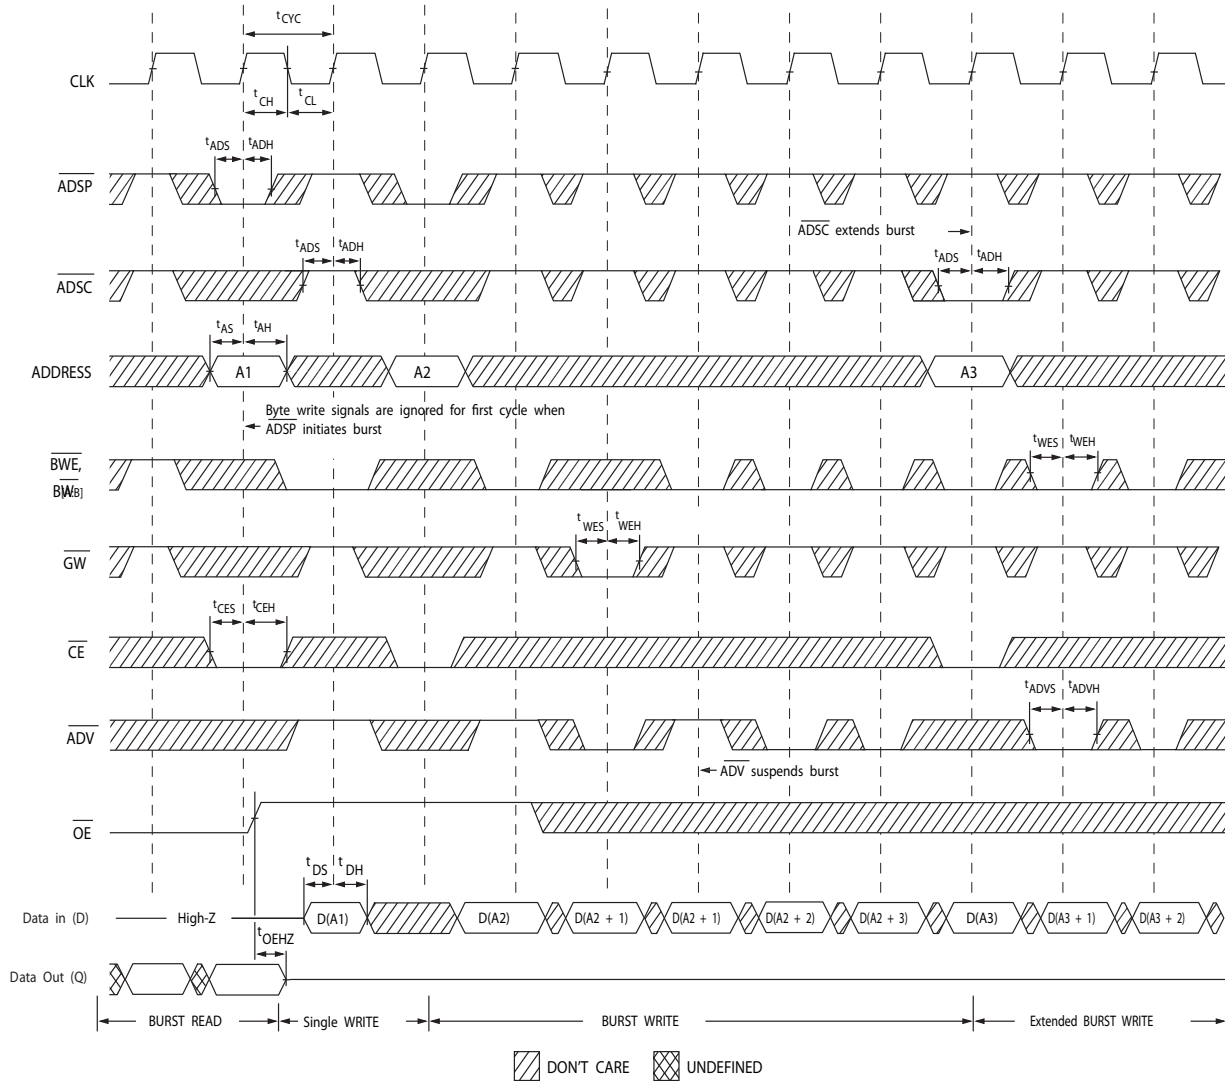 tCYC
CLK
tCH
tCL
tADS
tADH
ADSP
ADSC extends burst
tADS
tADH
tADS
tADH
ADSC
tAS
tAH
ADDRESS
A1
A2
A3
Byte write signals are ignored for first cycle when
ADSP initiates burst
tWES
tWEH
BWE,
BW[A:B]
tWES
tWEH
GW
tCES
tCEH
CE
tADVS
tADVH
ADV
ADV suspends burst
OE
tDS
tDH
Data in (D)
High-Z
D(A1)
D(A2)
D(A2 + 1)
D(A2 + 1)
D(A2 + 2)
D(A2 + 3)
D(A3)
D(A3 + 1)
D(A3 + 2)
tOEHZ
Data Out (Q)
BURST READ
Single WRITE
BURST WRITE
Extended BURST WRITE
DON'T CARE
UNDEFINED